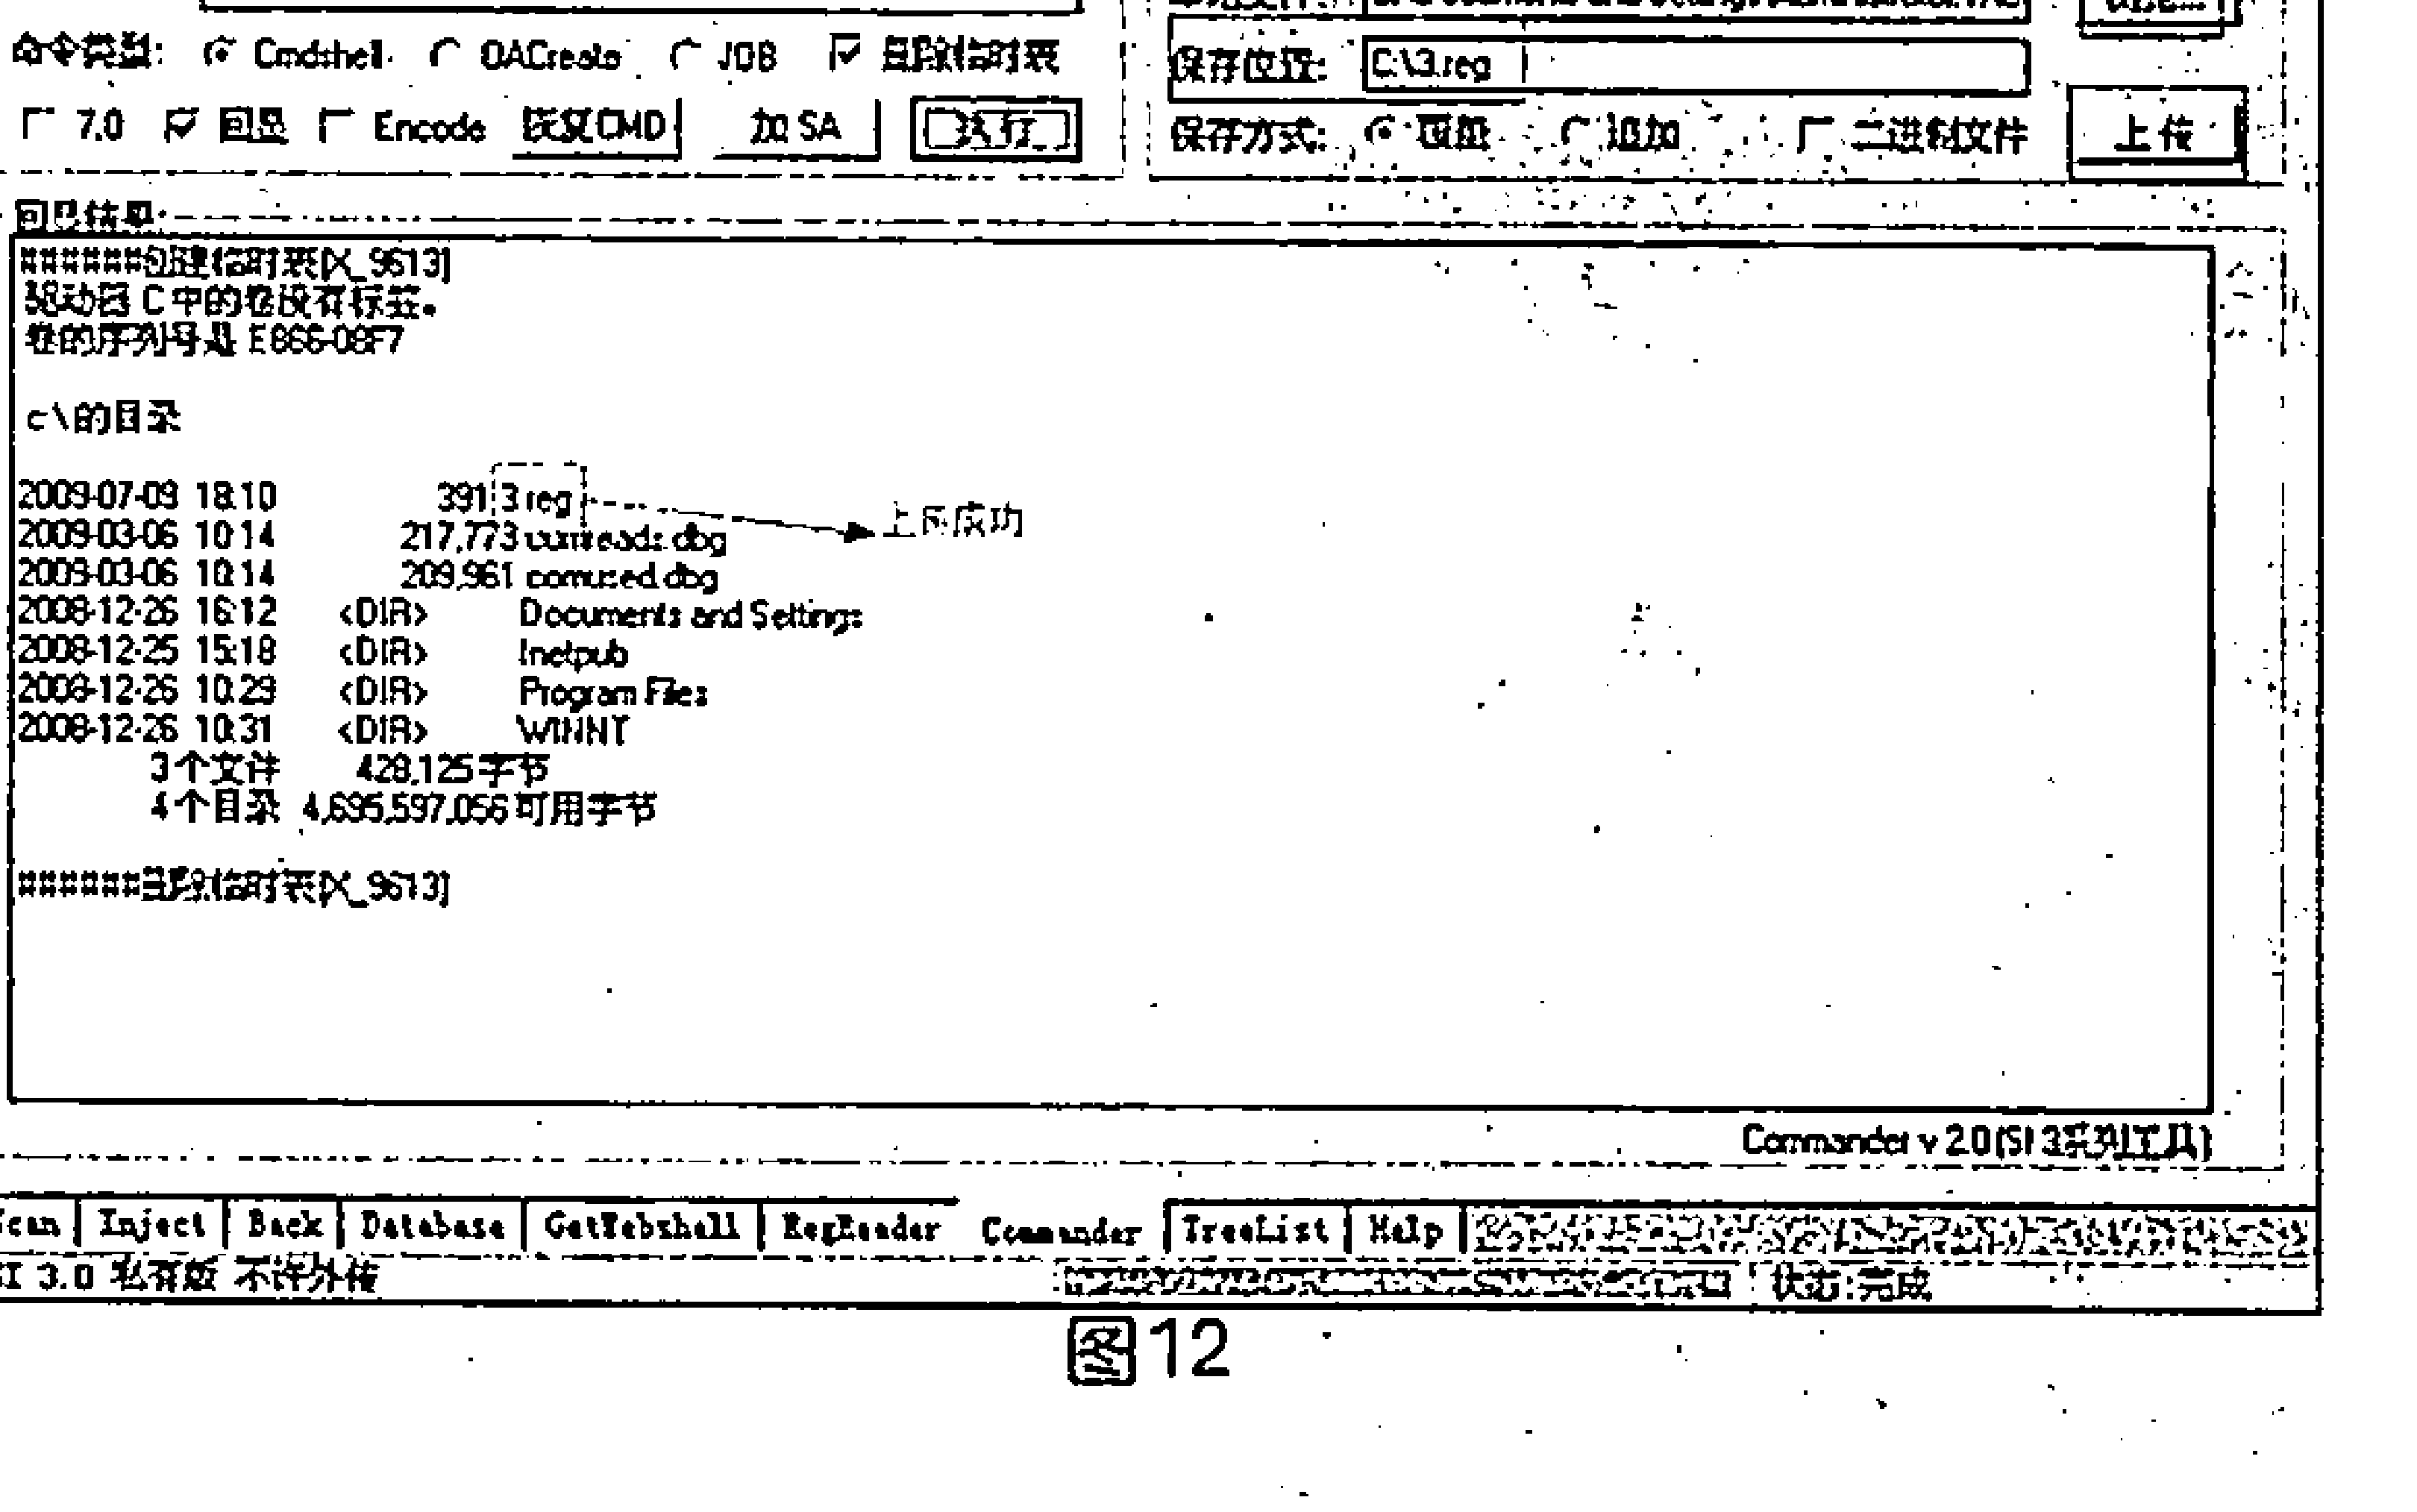 命令类型: Cmdshell OACreate JOB 删除临时表
7.0 回显 Encode 恢复CMD 加 SA 执行
保存位置: C:\3.reg
保存方式: 覆盖 追加 二进制文件 上传
回显结果:
######创建临时表[X_9613]
驱动器 C 中的卷没有标签。
卷的序列号是 E866-08F7
c:\的目录
2009-07-09 18:10 391 3.reg
上传成功
2009-03-06 10:14 217,773 comreads.dbg
2009-03-06 10:14 209,961 comused.dbg
2008-12-26 16:12 <DIR> Documents and Settings
2008-12-25 15:18 <DIR> Inetpub
2008-12-26 10:29 <DIR> Program Files
2008-12-26 10:31 <DIR> WINNT
3 个文件 428,125 字节
4 个目录 4,695,597,056 可用字节
######删除临时表[X_9613]
Commander v 2.0 (SI 3系列工具)
Scan Inject Back Database GetWebshell RegReader Commander TreeList Help
SI 3.0 私有版 不许外传 状态:完成
图12